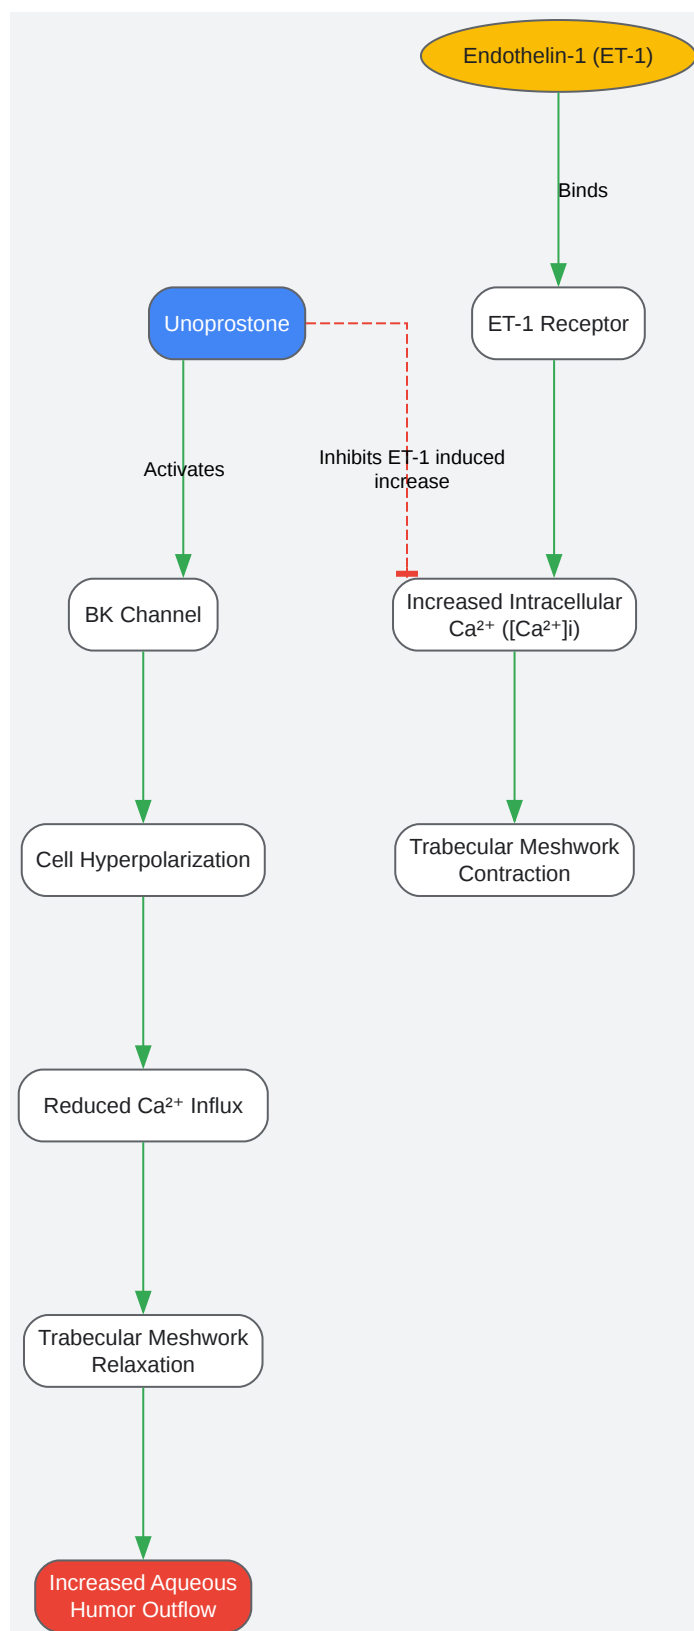 Endothelin-1 (ET-1)
Binds
Unoprostone
ET-1 Receptor
Activates
Inhibits ET-1 induced
increase
BK Channel
Increased Intracellular
Ca²⁺ ([Ca²⁺]i)
Cell Hyperpolarization
Trabecular Meshwork
Contraction
Reduced Ca²⁺ Influx
Trabecular Meshwork
Relaxation
Increased Aqueous
Humor Outflow